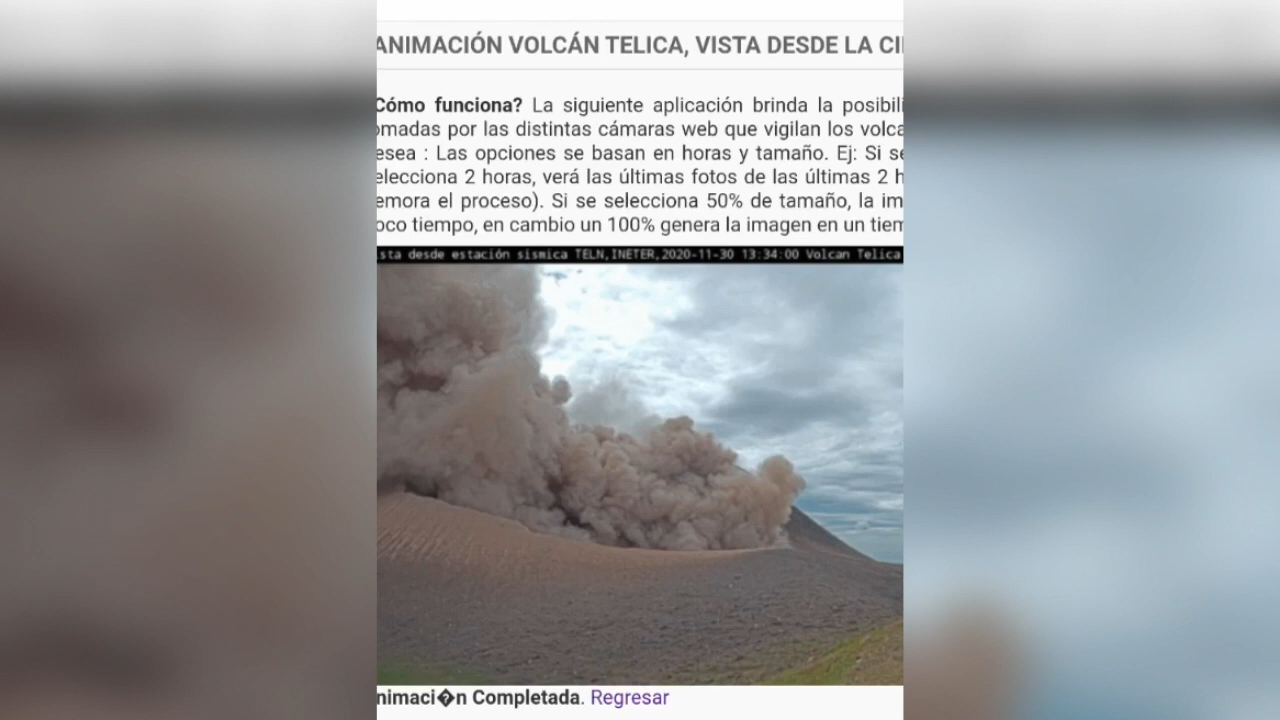 ANIMACIÓN VOLCÁN TELICA, VISTA DESDE LA CI
Cómo funciona? La siguiente aplicación brinda la posibili
omadas por las distintas cámaras web que vigilan los volca
esea : Las opciones se basan en horas y tamaño. Ej: Si se
elecciona 2 horas, verá las últimas fotos de las últimas 2 h
emora el proceso). Si se selecciona 50% de tamaño, la im
oco tiempo, en cambio un 100% genera la imagen en un tiem
sta desde estación sismica TELN,INETER,2020-11-30 13:34:00 Volcan Telica
nimaci�n Completada. Regresar